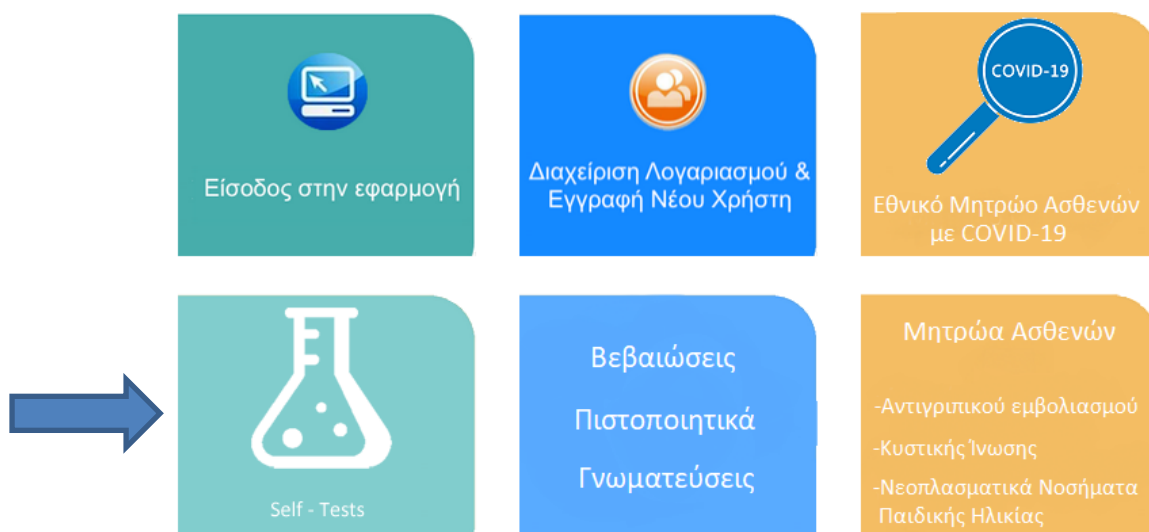 Είσοδος στην εφαρμογή
Διαχείριση Λογαριασμού &
Εγγραφή Νέου Χρήστη
COVID-19
Εθνικό Μητρώο Ασθενών
με COVID-19
Self - Tests
Βεβαιώσεις
Πιστοποιητικά
Γνωματεύσεις
Μητρώα Ασθενών
-Αντιγριπικού εμβολιασμού
-Κυστικής Ίνωσης
-Νεοπλασματικά Νοσήματα
Παιδικής Ηλικίας